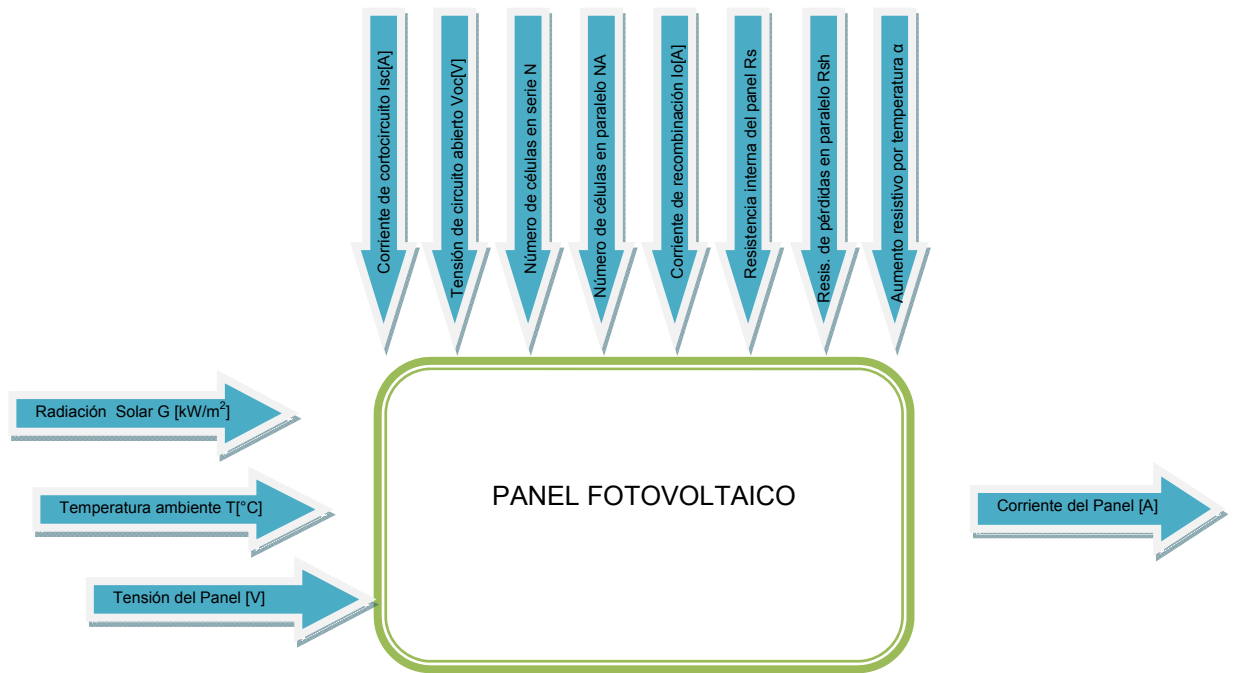 Corriente de cortocircuito Isc[A]
Tensión de circuito abierto Voc[V]
Número de células en serie N
Número de células en paralelo NA
Corriente de recombinación Io[A]
Resistencia interna del panel Rs
Resis. de pérdidas en paralelo Rsh
Aumento resistivo por temperatura α
Radiación Solar G [kW/m²]
Temperatura ambiente T[°C]
Tensión del Panel [V]
PANEL FOTOVOLTAICO
Corriente del Panel [A]